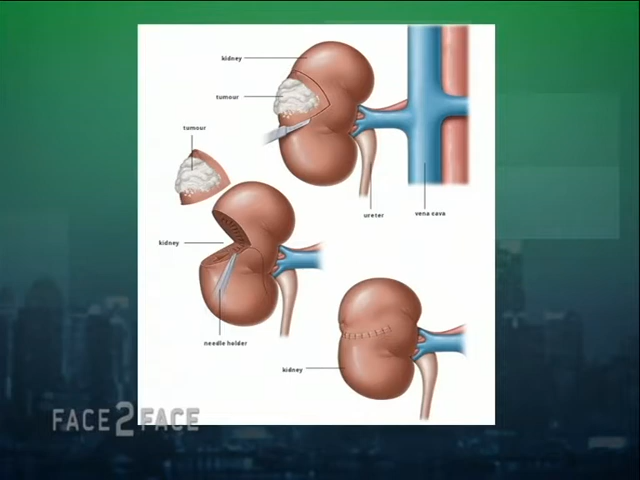 kidney
tumour
tumour
ureter
vena cava
kidney
needle holder
kidney
FACE2FACE